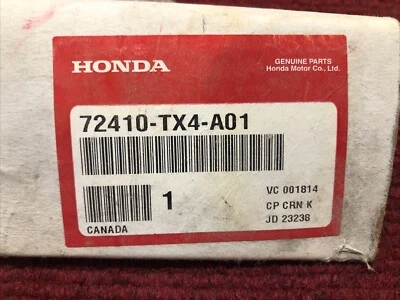 HONDA
GENUINE PARTS
Honda Motor Co., Ltd.
72410-TX4-A01
1
VC 001814
CP CRN K
JD 23238
CANADA